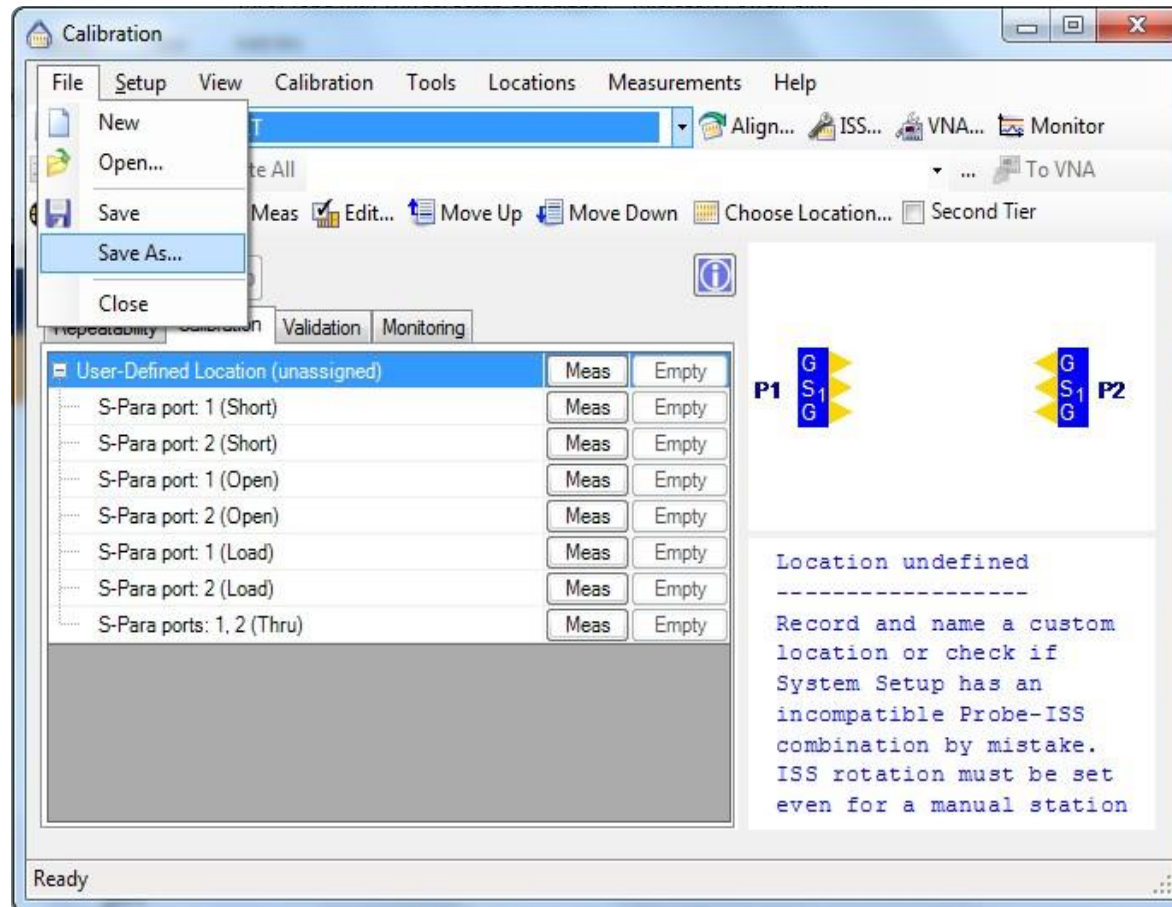 Calibration
File Setup View Calibration Tools Locations Measurements Help
New
T
Align... ISS... VNA... Monitor
Open...
te All
... To VNA
Save
Meas Edit... Move Up Move Down Choose Location... Second Tier
Save As...
Close
Repeatability Calibration Validation Monitoring
User-Defined Location (unassigned) Meas Empty
S-Para port: 1 (Short) Meas Empty
S-Para port: 2 (Short) Meas Empty
S-Para port: 1 (Open) Meas Empty
S-Para port: 2 (Open) Meas Empty
S-Para port: 1 (Load) Meas Empty
S-Para port: 2 (Load) Meas Empty
S-Para ports: 1, 2 (Thru) Meas Empty
G G
P1 S1 S1 P2
G G
Location undefined
------------------
Record and name a custom
location or check if
System Setup has an
incompatible Probe-ISS
combination by mistake.
ISS rotation must be set
even for a manual station
Ready